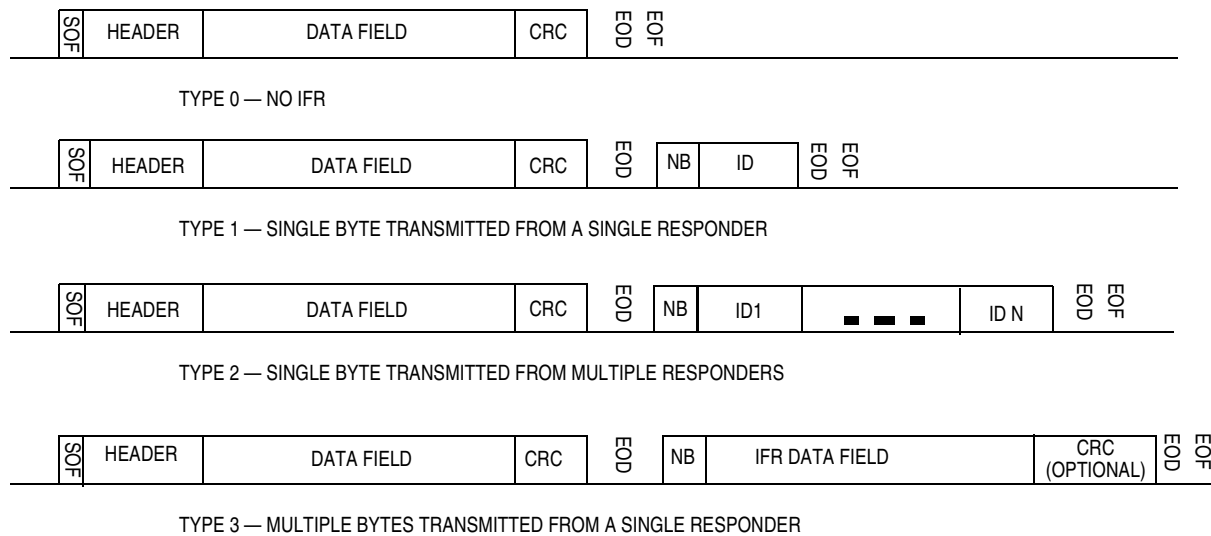 SOF HEADER DATA FIELD CRC EOD EOF
TYPE 0 — NO IFR
SOF HEADER DATA FIELD CRC EOD NB ID EOD EOF
TYPE 1 — SINGLE BYTE TRANSMITTED FROM A SINGLE RESPONDER
SOF HEADER DATA FIELD CRC EOD NB ID1 ID N EOD EOF
TYPE 2 — SINGLE BYTE TRANSMITTED FROM MULTIPLE RESPONDERS
SOF HEADER DATA FIELD CRC EOD NB IFR DATA FIELD CRC (OPTIONAL) EOD EOF
TYPE 3 — MULTIPLE BYTES TRANSMITTED FROM A SINGLE RESPONDER